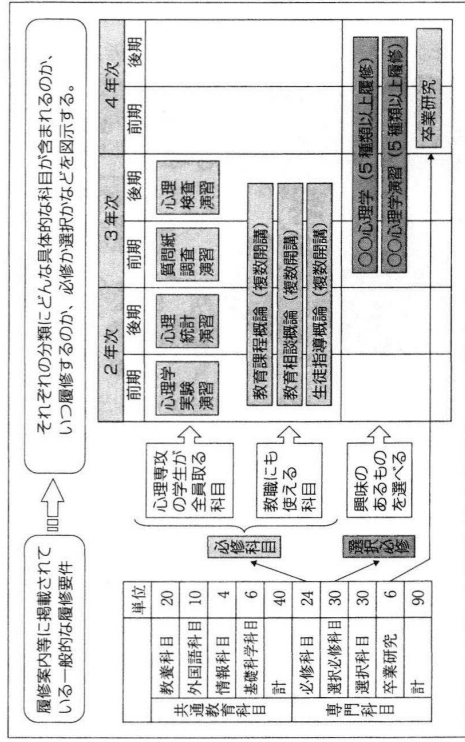 履修案内等に掲載されて
いる一般的な履修要件
それぞれの分類にどんな具体的な科目が含まれるのか、
いつ履修するのか、必修か選択かなどを図示する。
単位
共通教育科目
教養科目 20
外国語科目 10
情報科目 4
基礎科学科目 6
計 40
専門科目
必修科目 24
選択必修科目 30
選択科目 30
卒業研究 6
計 90
必修科目
選択必修
心理専攻
の学生が
全員取る
科目
教職にも
使える
科目
興味の
あるもの
を選べる
2年次 3年次 4年次
前期 後期 前期 後期 前期 後期
心理学
実験
演習
心理
統計
演習
質問紙
調査
演習
心理
検査
演習
教育課程概論(複数開講)
教育相談概論(複数開講)
生徒指導概論(複数開講)
○○心理学(5種類以上履修)
○○心理学演習(5種類以上履修)
卒業研究